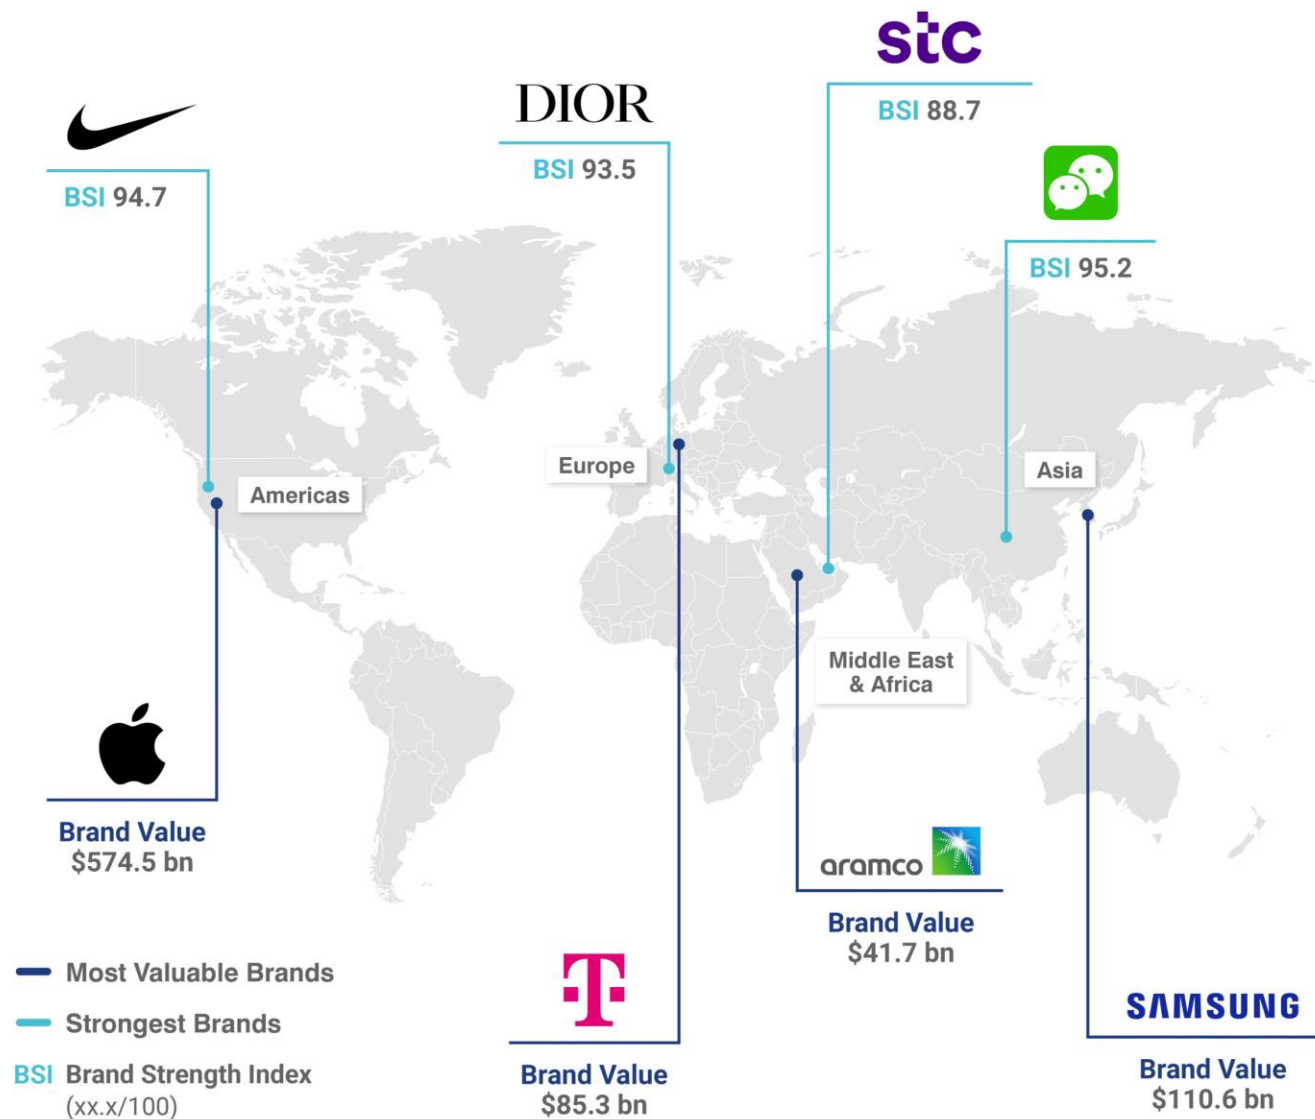 stc
BSI 88.7
DIOR
BSI 93.5
BSI 94.7
BSI 95.2
Europe
Asia
Americas
Middle East
& Africa
Brand Value
$574.5 bn
aramco
Brand Value
$41.7 bn
Most Valuable Brands
T
SAMSUNG
Strongest Brands
BSI Brand Strength Index
(xx.x/100)
Brand Value
$85.3 bn
Brand Value
$110.6 bn